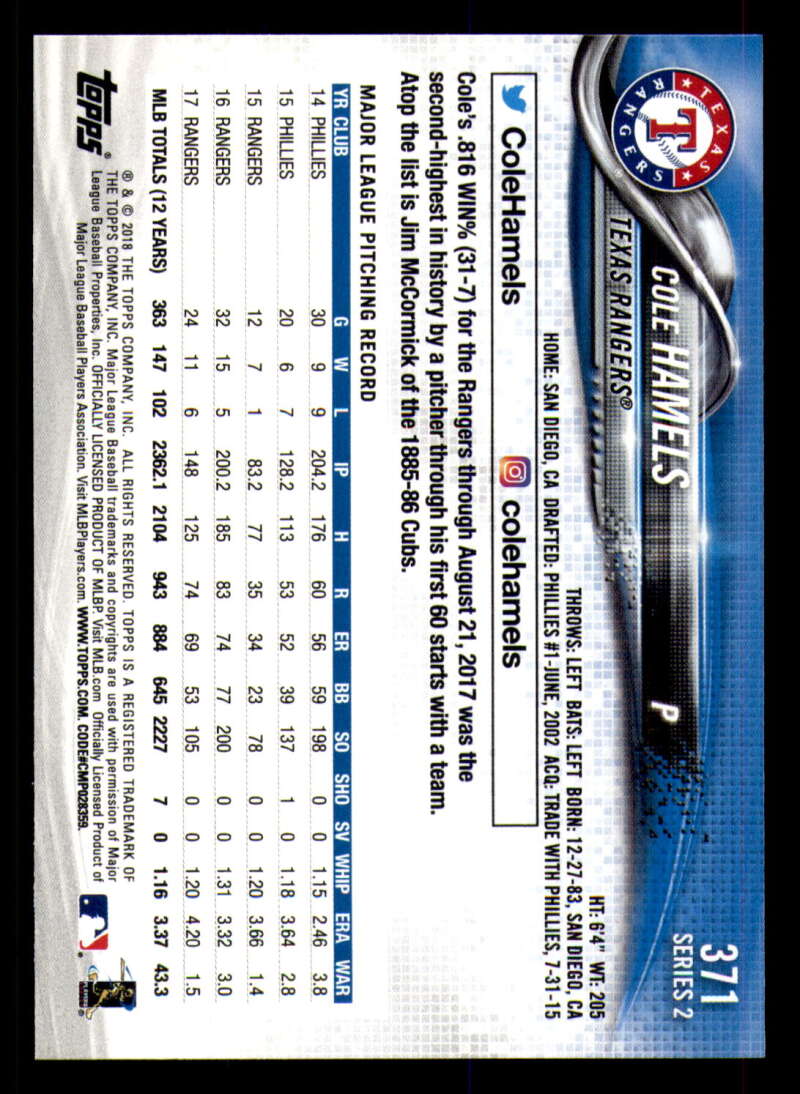 371
SERIES 2
TEXAS RANGERS
T
COLE HAMELS P
TEXAS RANGERS®
HT: 6'4" WT: 205
THROWS: LEFT BATS: LEFT BORN: 12-27-83, SAN DIEGO, CA
HOME: SAN DIEGO, CA DRAFTED: PHILLIES #1-JUNE, 2002 ACQ: TRADE WITH PHILLIES, 7-31-15
ColeHamels colehamels
Cole's .816 WIN% (31-7) for the Rangers through August 21, 2017 was the
second-highest in history by a pitcher through his first 60 starts with a team.
Atop the list is Jim McCormick of the 1885-86 Cubs.
MAJOR LEAGUE PITCHING RECORD
YR CLUB G W L IP H R ER BB SO SHO SV WHIP ERA WAR
14 PHILLIES 30 9 9 204.2 176 60 56 59 198 0 0 1.15 2.46 3.8
15 PHILLIES 20 6 7 128.2 113 53 52 39 137 1 0 1.18 3.64 2.8
15 RANGERS 12 7 1 83.2 77 35 34 23 78 0 0 1.20 3.66 1.4
16 RANGERS 32 15 5 200.2 185 83 74 77 200 0 0 1.31 3.32 3.0
17 RANGERS 24 11 6 148 125 74 69 53 105 0 0 1.20 4.20 1.5
MLB TOTALS (12 YEARS) 363 147 102 2362.1 2104 943 884 645 2227 7 0 1.16 3.37 43.3
topps®
® & © 2018 THE TOPPS COMPANY, INC. ALL RIGHTS RESERVED. TOPPS IS A REGISTERED TRADEMARK OF
THE TOPPS COMPANY, INC. Major League Baseball trademarks and copyrights are used with permission of Major
League Baseball Properties, Inc. OFFICIALLY LICENSED PRODUCT OF MLBP. Visit MLB.com Officially Licensed Product of
Major League Baseball Players Association. Visit MLBPlayers.com. WWW.TOPPS.COM. CODE#CMP028359.